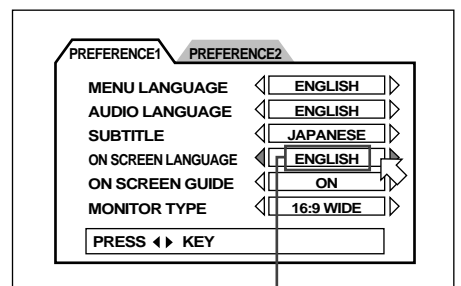 PREFERENCE1 PREFERENCE2
MENU LANGUAGE ENGLISH
AUDIO LANGUAGE ENGLISH
SUBTITLE JAPANESE
ON SCREEN LANGUAGE ENGLISH
ON SCREEN GUIDE ON
MONITOR TYPE 16:9 WIDE
PRESS ◀▶ KEY